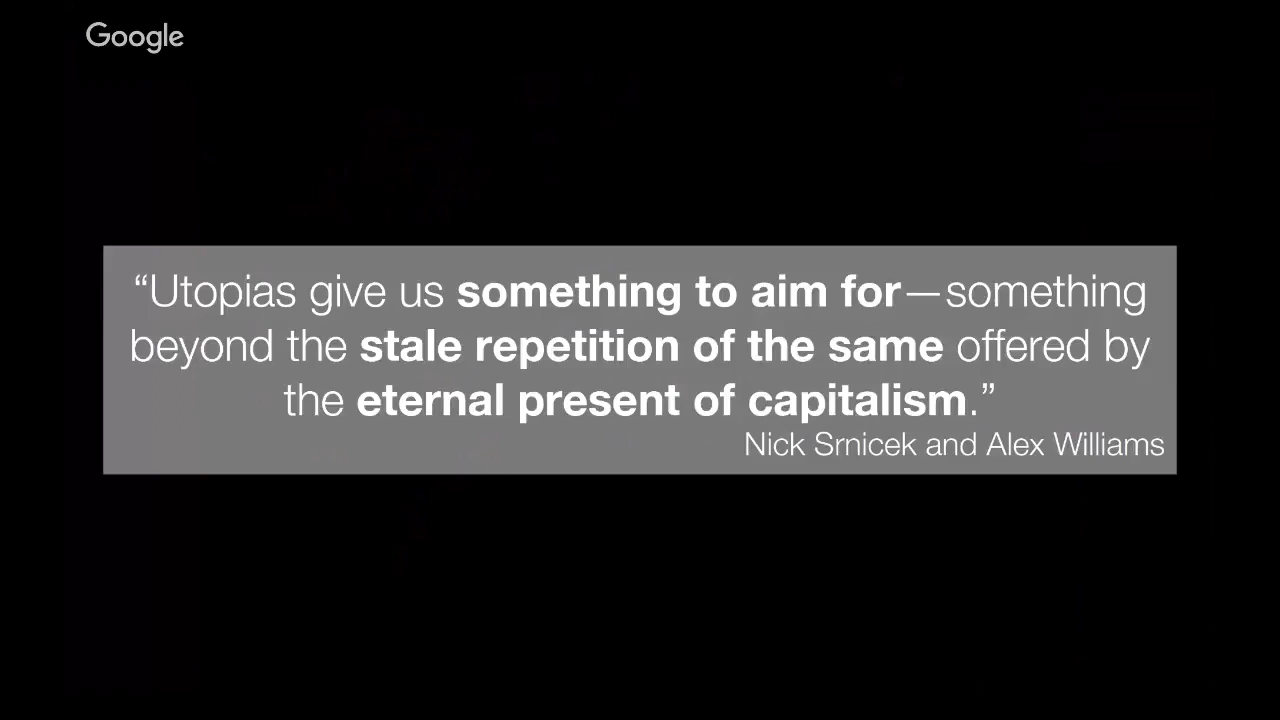 Google
“Utopias give us something to aim for—something
beyond the stale repetition of the same offered by
the eternal present of capitalism.”
Nick Srnicek and Alex Williams